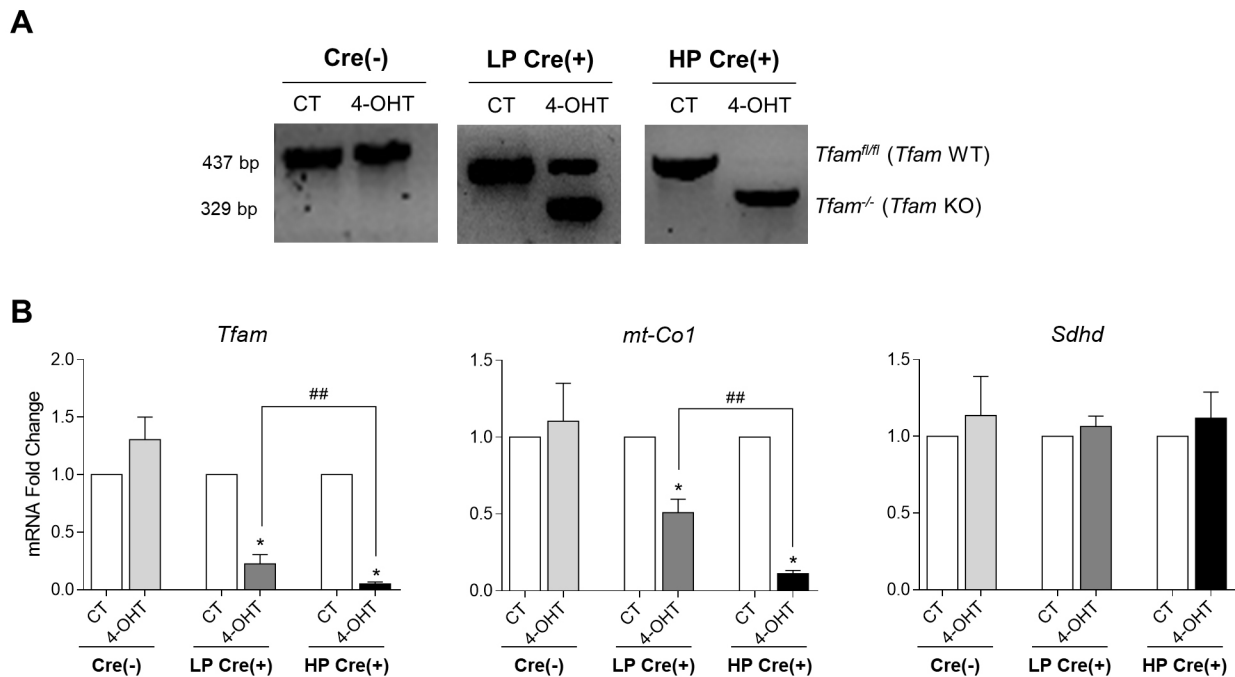 A
Cre(-) LP Cre(+) HP Cre(+)
CT 4-OHT CT 4-OHT CT 4-OHT
437 bp Tfam fl/fl (Tfam WT)
329 bp Tfam -/- (Tfam KO)
B
Tfam mt-Co1 Sdhd
mRNA Fold Change
2.0
1.5
1.0
0.5
0.0
##
*
*
CT 4-OHT CT 4-OHT CT 4-OHT
Cre(-) LP Cre(+) HP Cre(+)
1.5
1.0
0.5
0.0
##
*
*
CT 4-OHT CT 4-OHT CT 4-OHT
Cre(-) LP Cre(+) HP Cre(+)
1.5
1.0
0.5
0.0
CT 4-OHT CT 4-OHT CT 4-OHT
Cre(-) LP Cre(+) HP Cre(+)